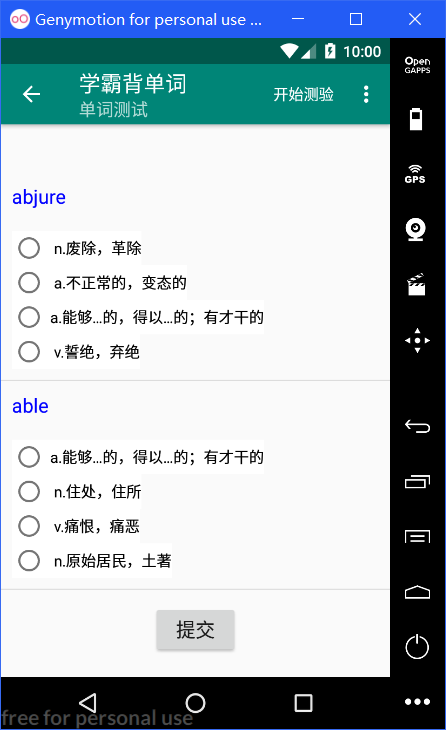 Genymotion for personal use ...
10:00
Open
GAPPS
学霸背单词
单词测试
开始测验
GPS
abjure
n.废除，革除
a.不正常的，变态的
a.能够…的，得以…的；有才干的
v.誓绝，弃绝
able
a.能够…的，得以…的；有才干的
n.住处，住所
v.痛恨，痛恶
n.原始居民，土著
提交
free for personal use